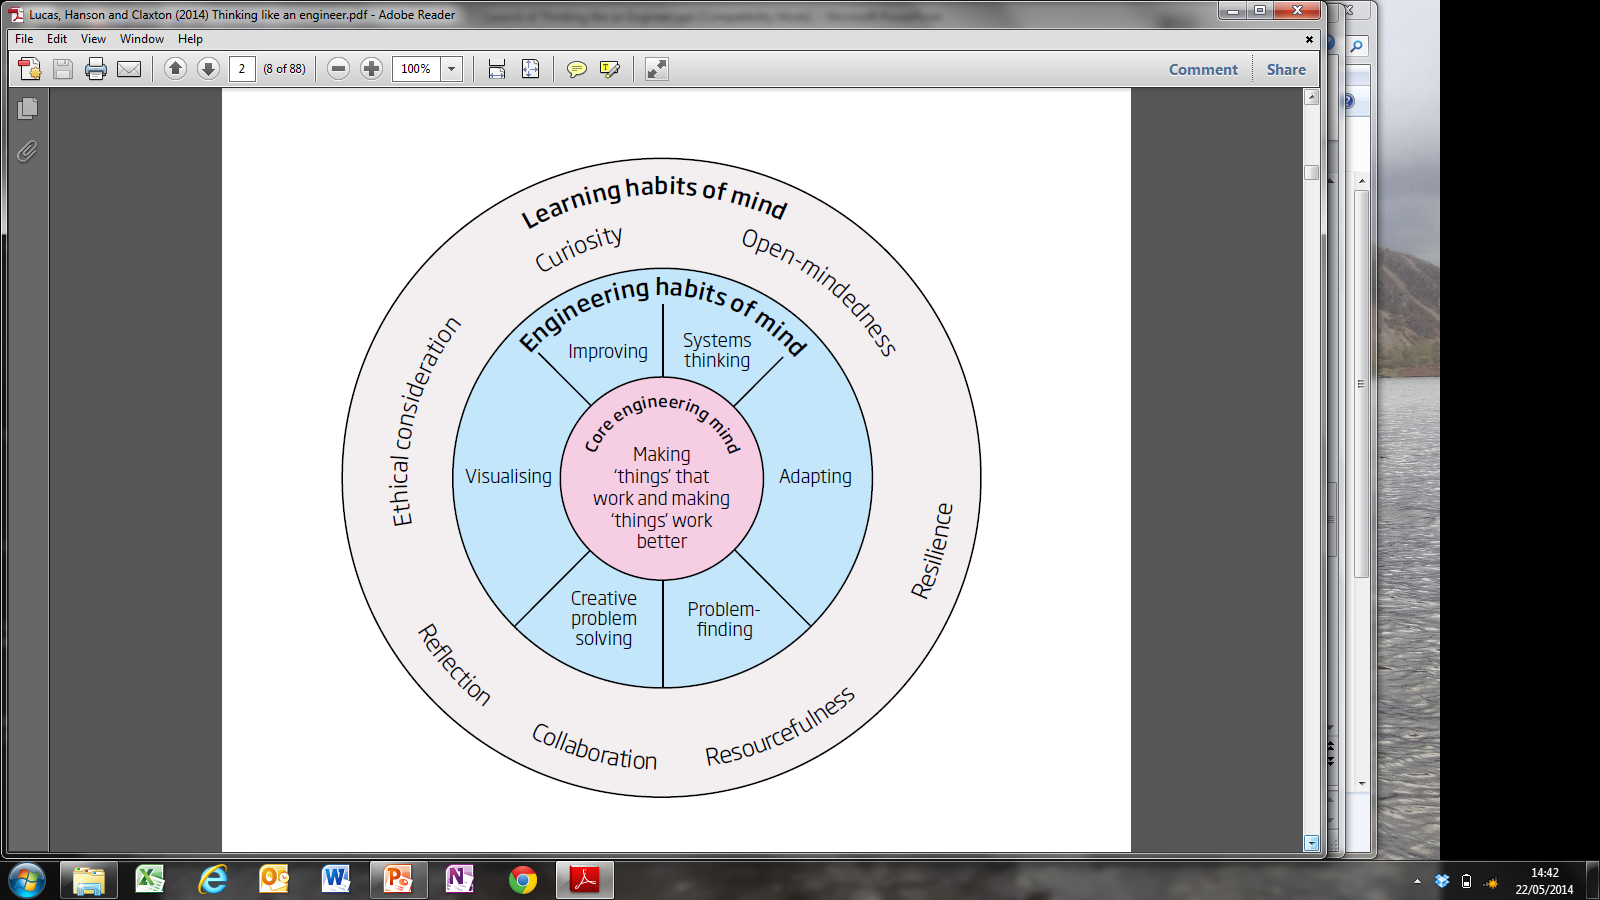 Lucas, Hanson and Claxton (2014) Thinking like an engineer.pdf - Adobe Reader
File Edit View Window Help
2 (8 of 88) 100% Comment Share
Learning habits of mind
Curiosity
Open-mindedness
Ethical consideration
Resilience
Reflection
Collaboration
Resourcefulness
Engineering habits of mind
Improving
Systems
thinking
Visualising
Adapting
Creative
problem
solving
Problem-
finding
Core engineering mind
Making
‘things’ that
work and making
‘things’ work
better
14:42
22/05/2014